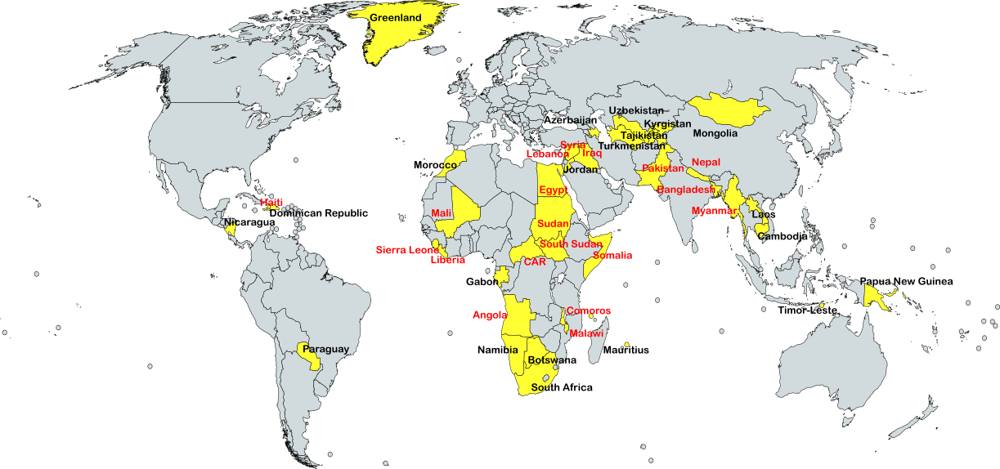 Greenland
Uzbekistan
Azerbaijan
Kyrgistan
Mongolia
Tajikistan
Syria
Turkmenistan
Lebanon
Iraq
Morocco
Jordan
Pakistan
Nepal
Egypt
Bangladesh
Haiti
Dominican Republic
Mali
Myanmar
Laos
Nicaragua
Sudan
Cambodia
Sierra Leone
South Sudan
Liberia
CAR
Somalia
Gabon
Papua New Guinea
Angola
Comoros
Timor-Leste
Malawi
Paraguay
Namibia
Mauritius
Botswana
South Africa